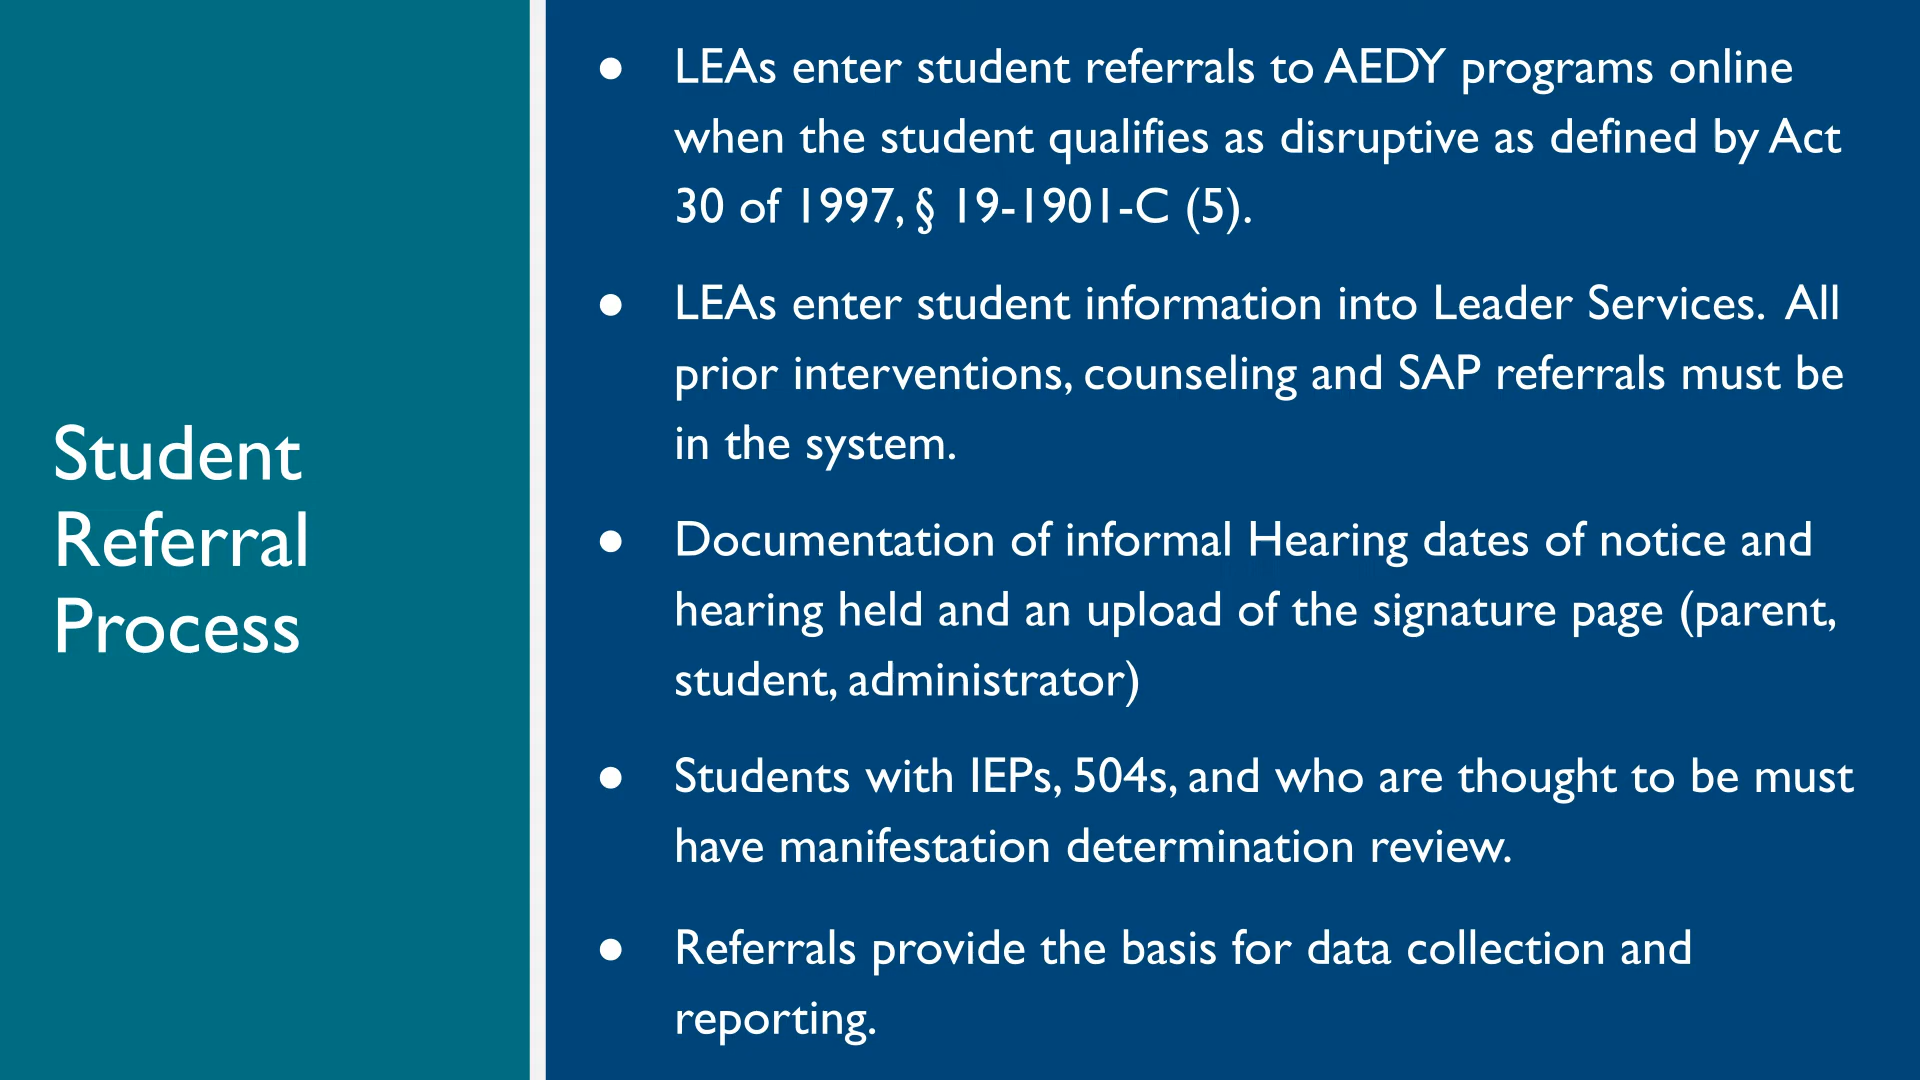 Student
Referral
Process
● LEAs enter student referrals to AEDY programs online
when the student qualifies as disruptive as defined by Act
30 of 1997, § 19-1901-C (5).
● LEAs enter student information into Leader Services.  All
prior interventions, counseling and SAP referrals must be
in the system.
● Documentation of informal Hearing dates of notice and
hearing held and an upload of the signature page (parent,
student, administrator)
● Students with IEPs, 504s, and who are thought to be must
have manifestation determination review.
● Referrals provide the basis for data collection and
reporting.